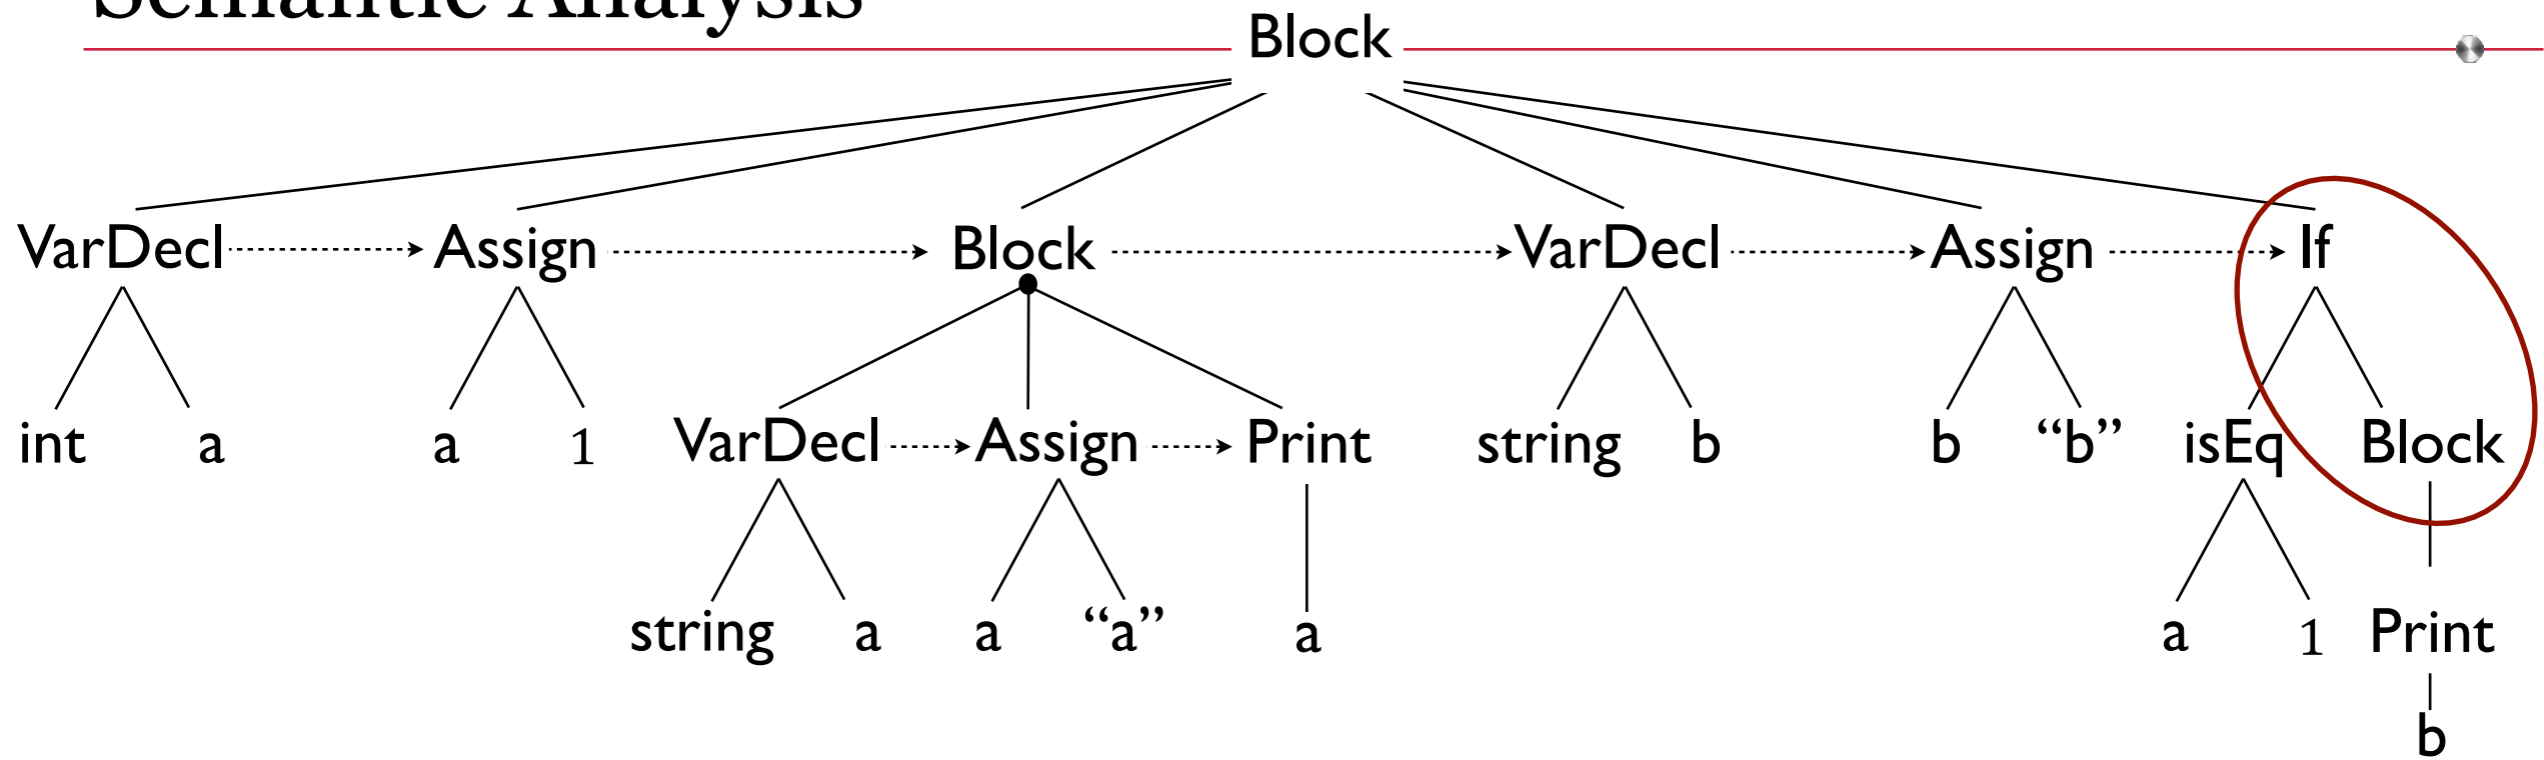 Semantic Analysis
Block
VarDecl Assign Block VarDecl Assign If
int a a 1 VarDecl Assign Print string b b “b” isEq Block
string a a “a” a a 1 Print
b